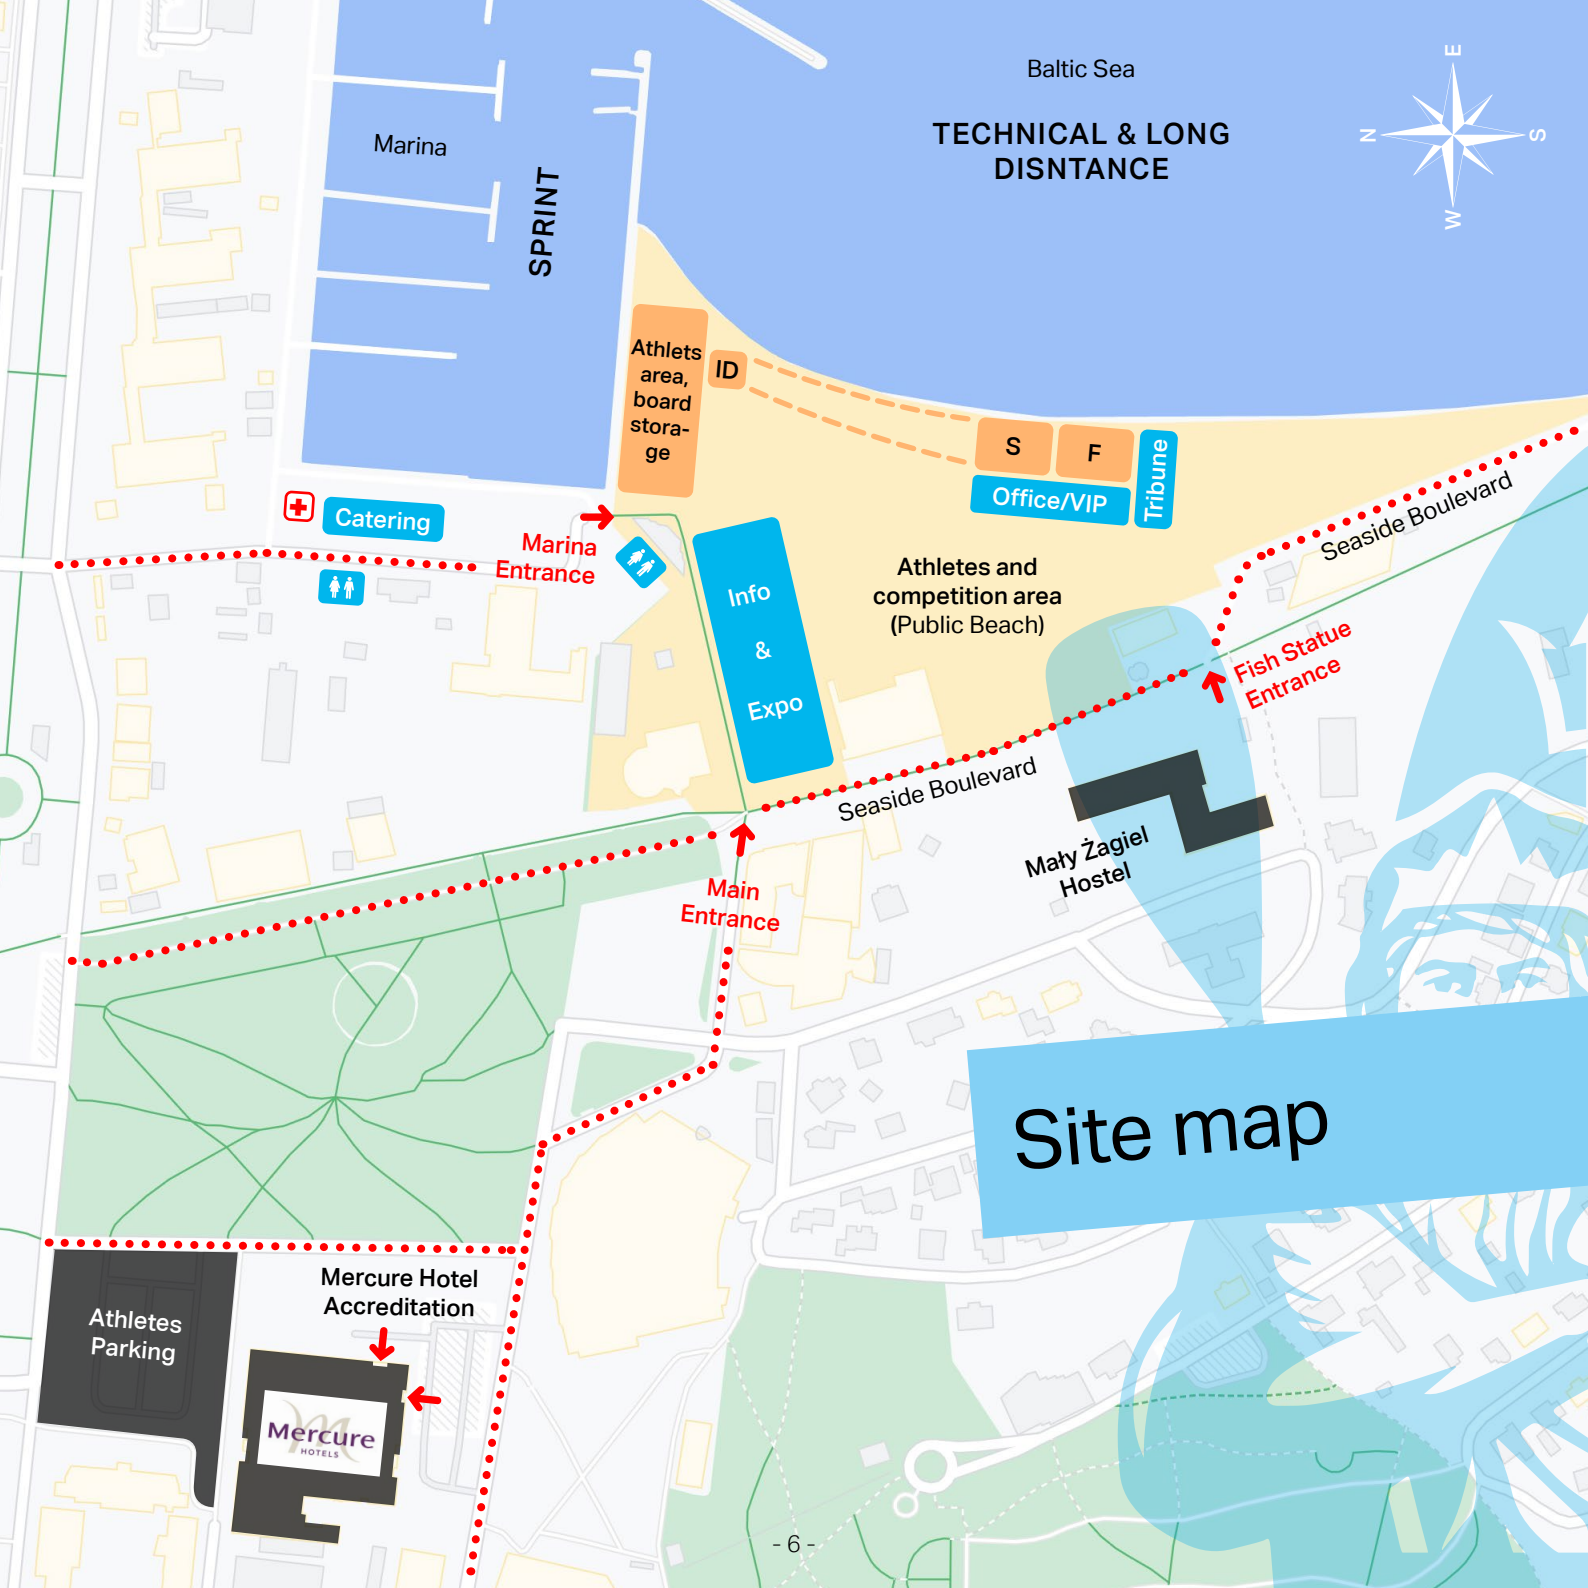 Baltic Sea
TECHNICAL & LONG
DISNTANCE
E
N
S
W
Marina
SPRINT
Athlets
area,
board
stora-
ge
ID
S
F
Tribune
Office/VIP
Catering
Marina
Entrance
Info
&
Expo
Athletes and
competition area
(Public Beach)
Seaside Boulevard
Fish Statue
Entrance
Seaside Boulevard
Mały Żagiel
Hostel
Main
Entrance
Site map
Mercure Hotel
Accreditation
Athletes
Parking
Mercure
HOTELS
- 6 -